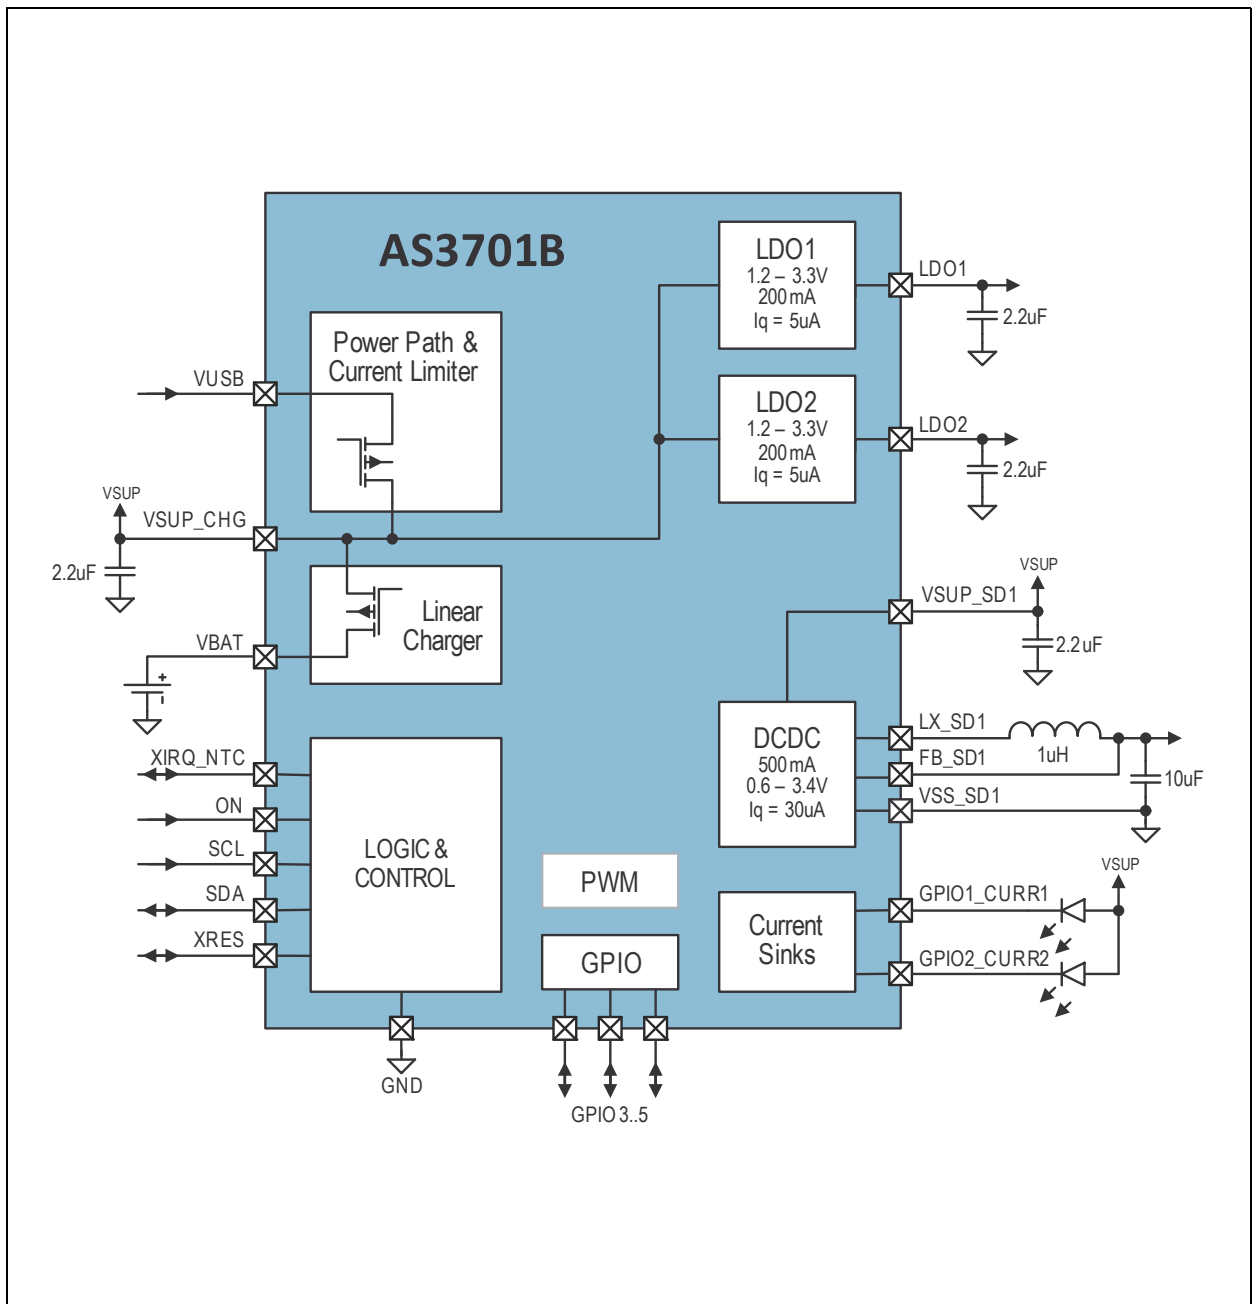 AS3701B
LDO1
1.2 – 3.3V
200mA
Iq = 5uA
LDO1
2.2uF
Power Path &
Current Limiter
VUSB
LDO2
1.2 – 3.3V
200mA
Iq = 5uA
LDO2
2.2uF
VSUP
VSUP_CHG
2.2uF
Linear
Charger
VBAT
+
-
VSUP
VSUP_SD1
2.2uF
DCDC
500mA
0.6 – 3.4V
Iq = 30uA
LX_SD1
1uH
FB_SD1
10uF
VSS_SD1
XIRQ_NTC
ON
SCL
SDA
XRES
LOGIC &
CONTROL
PWM
GPIO
Current
Sinks
VSUP
GPIO1_CURR1
GPIO2_CURR2
GND
GPIO3..5